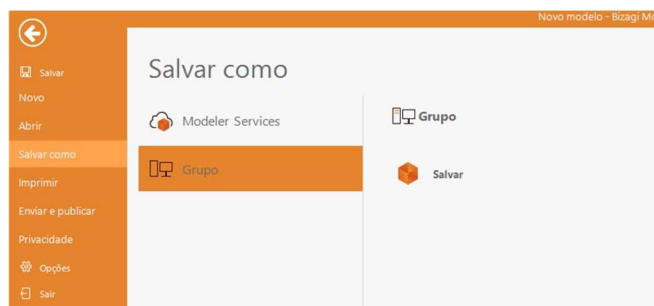 Novo modelo - Bizagi Mo
Salvar
Novo
Abrir
Salvar como
Imprimir
Enviar e publicar
Privacidade
Opções
Sair
Salvar como
Modeler Services
Grupo
Grupo
Salvar